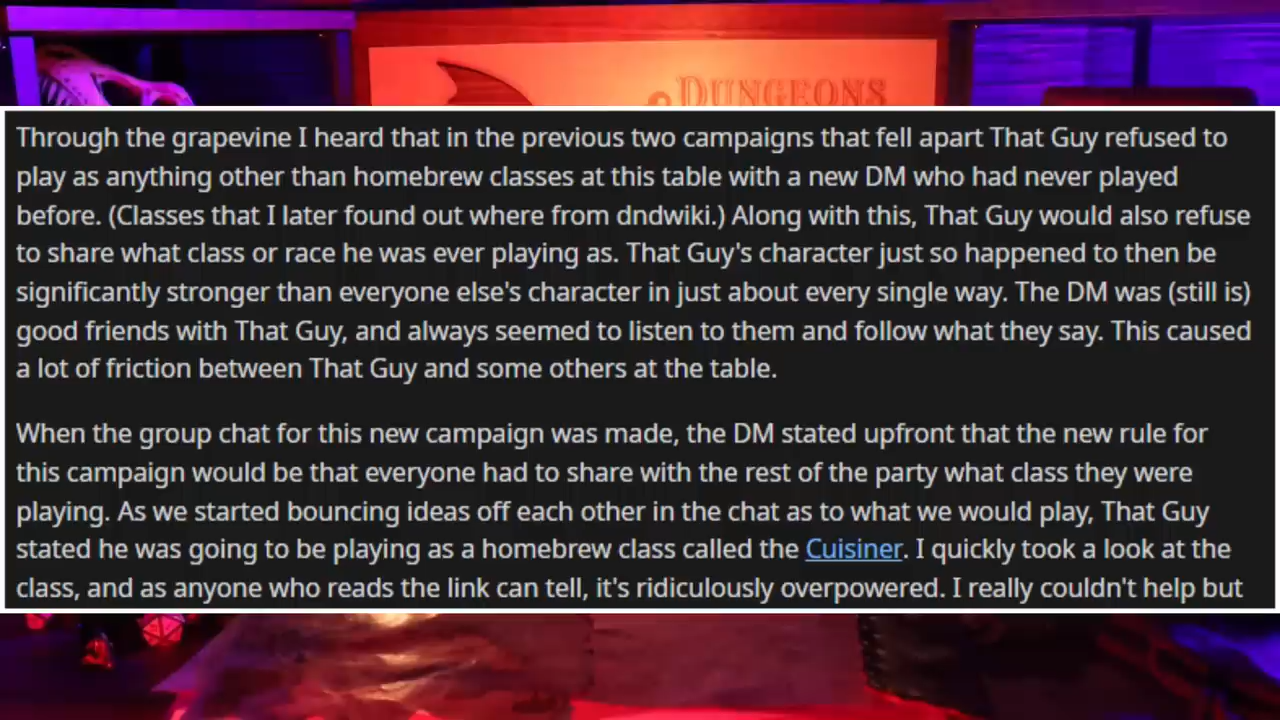 DUNGEONS
&
Through the grapevine I heard that in the previous two campaigns that fell apart That Guy refused to
play as anything other than homebrew classes at this table with a new DM who had never played
before. (Classes that I later found out where from dndwiki.) Along with this, That Guy would also refuse
to share what class or race he was ever playing as. That Guy's character just so happened to then be
significantly stronger than everyone else's character in just about every single way. The DM was (still is)
good friends with That Guy, and always seemed to listen to them and follow what they say. This caused
a lot of friction between That Guy and some others at the table.
When the group chat for this new campaign was made, the DM stated upfront that the new rule for
this campaign would be that everyone had to share with the rest of the party what class they were
playing. As we started bouncing ideas off each other in the chat as to what we would play, That Guy
stated he was going to be playing as a homebrew class called the Cuisiner. I quickly took a look at the
class, and as anyone who reads the link can tell, it's ridiculously overpowered. I really couldn't help but